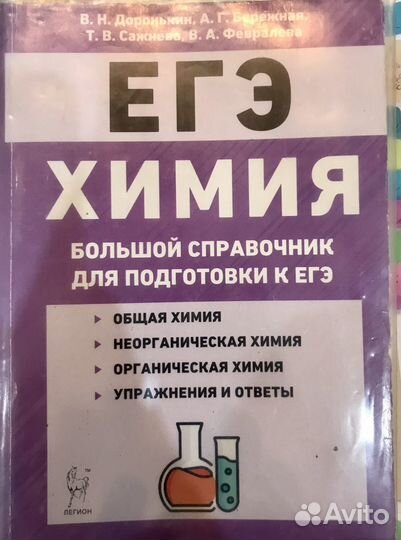 В. Н. Доронькин, А. Г. Бережная,
Т. В. Сажнева, В. А. Февралева
ЕГЭ
ХИМИЯ
БОЛЬШОЙ СПРАВОЧНИК
ДЛЯ ПОДГОТОВКИ К ЕГЭ
ОБЩАЯ ХИМИЯ
НЕОРГАНИЧЕСКАЯ ХИМИЯ
ОРГАНИЧЕСКАЯ ХИМИЯ
УПРАЖНЕНИЯ И ОТВЕТЫ
TM
ЛЕГИОН
Avito